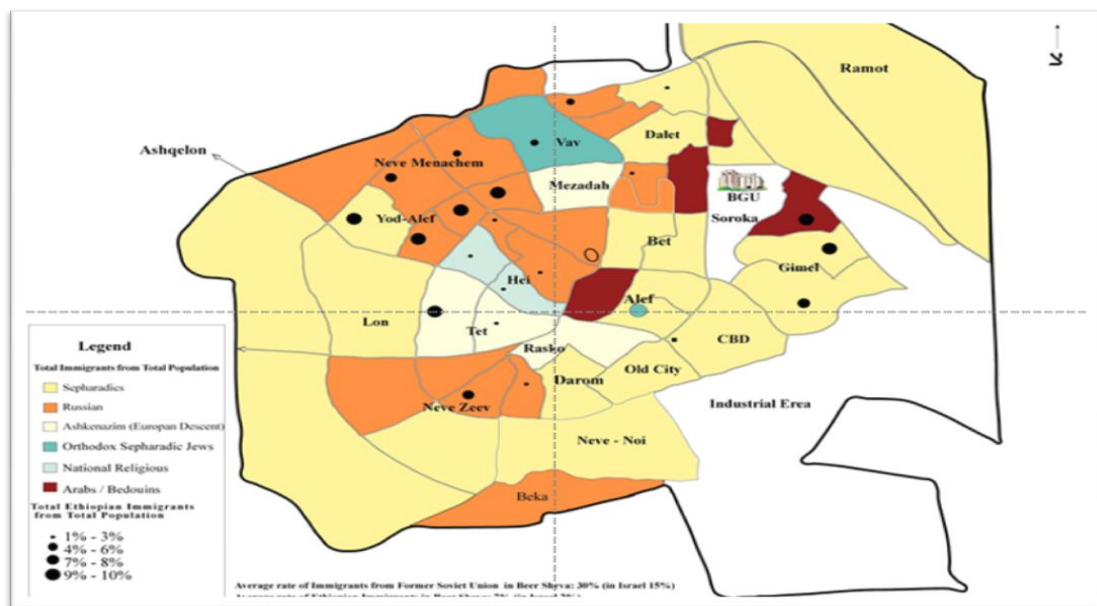 Ramot
Dalet
Vav
Ashqelon
Neve Menachem
Mezadah
BGU
Soroka
Yod-Alef
Bet
Gimel
Hei
Alef
Lon
Tet
CBD
Rasko
Old City
Darom
Neve Zeev
Industrial Erea
Neve - Noi
Beka
Legend
Total Immigrants from Total Population
Sepharadics
Russian
Ashkenazim (Europan Descent)
Orthodox Sepharadic Jews
National Religious
Arabs / Bedouins
Total Ethiopian Immigrants
from Total Population
1% - 3%
4% - 6%
7% - 8%
9% - 10%
Average rate of Immigrants from Former Soviet Union in Beer Sheva: 30% (in Israel 15%)